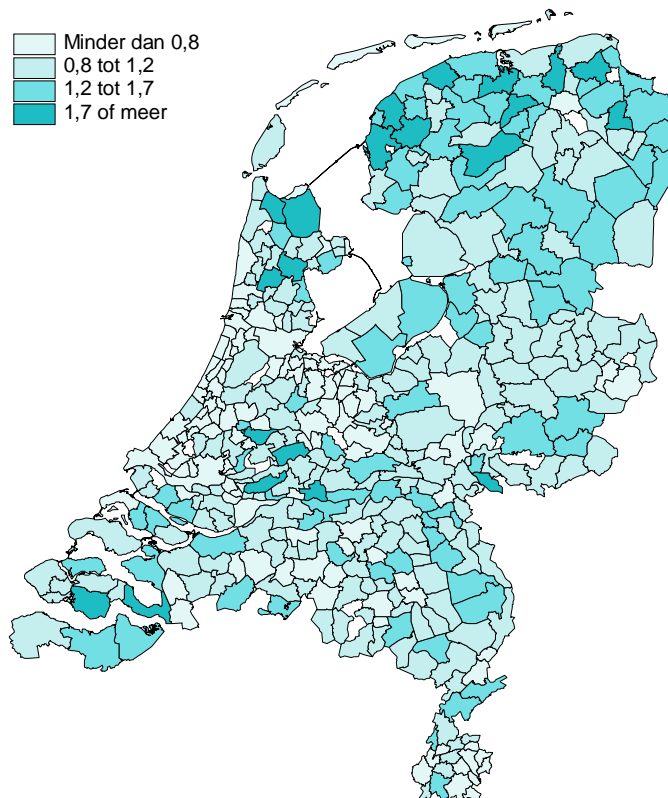 Minder dan 0,8
0,8 tot 1,2
1,2 tot 1,7
1,7 of meer